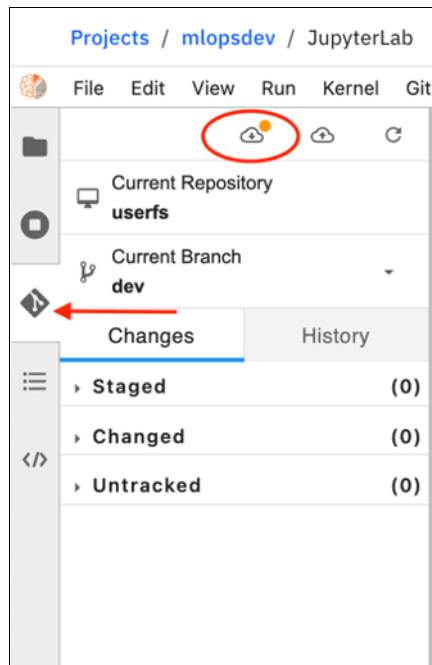 Projects / mlopsdev / JupyterLab
File Edit View Run Kernel Git
Current Repository
userfs
Current Branch
dev
Changes History
Staged (0)
Changed (0)
Untracked (0)